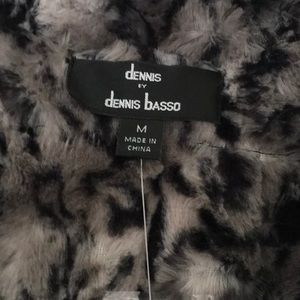 dennis
BY
dennis basso
M
MADE IN
CHINA